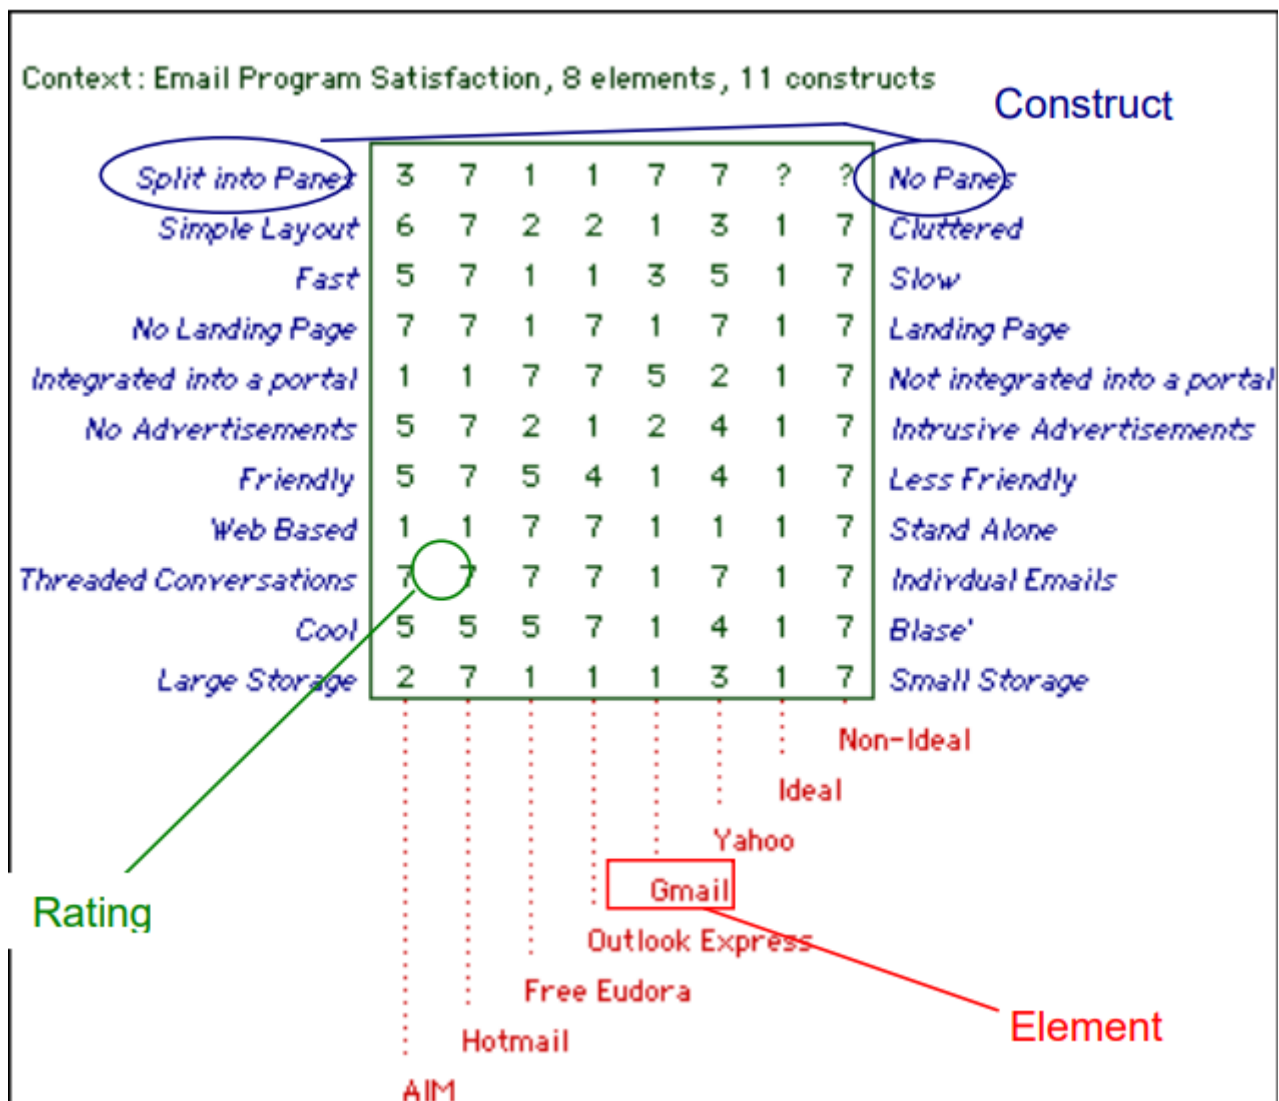 Context: Email Program Satisfaction, 8 elements, 11 constructs
Construct
Split into Panes 3 7 1 1 7 7 ? ? No Panes
Simple Layout 6 7 2 2 1 3 1 7 Cluttered
Fast 5 7 1 1 3 5 1 7 Slow
No Landing Page 7 7 1 7 1 7 1 7 Landing Page
Integrated into a portal 1 1 7 7 5 2 1 7 Not integrated into a portal
No Advertisements 5 7 2 1 2 4 1 7 Intrusive Advertisements
Friendly 5 7 5 4 1 4 1 7 Less Friendly
Web Based 1 1 7 7 1 1 1 7 Stand Alone
Threaded Conversations 7 7 7 7 1 7 1 7 Indivdual Emails
Cool 5 5 5 7 1 4 1 7 Blase'
Large Storage 2 7 1 1 1 3 1 7 Small Storage
Non-Ideal
Ideal
Yahoo
Gmail
Rating
Outlook Express
Free Eudora
Element
Hotmail
AIM